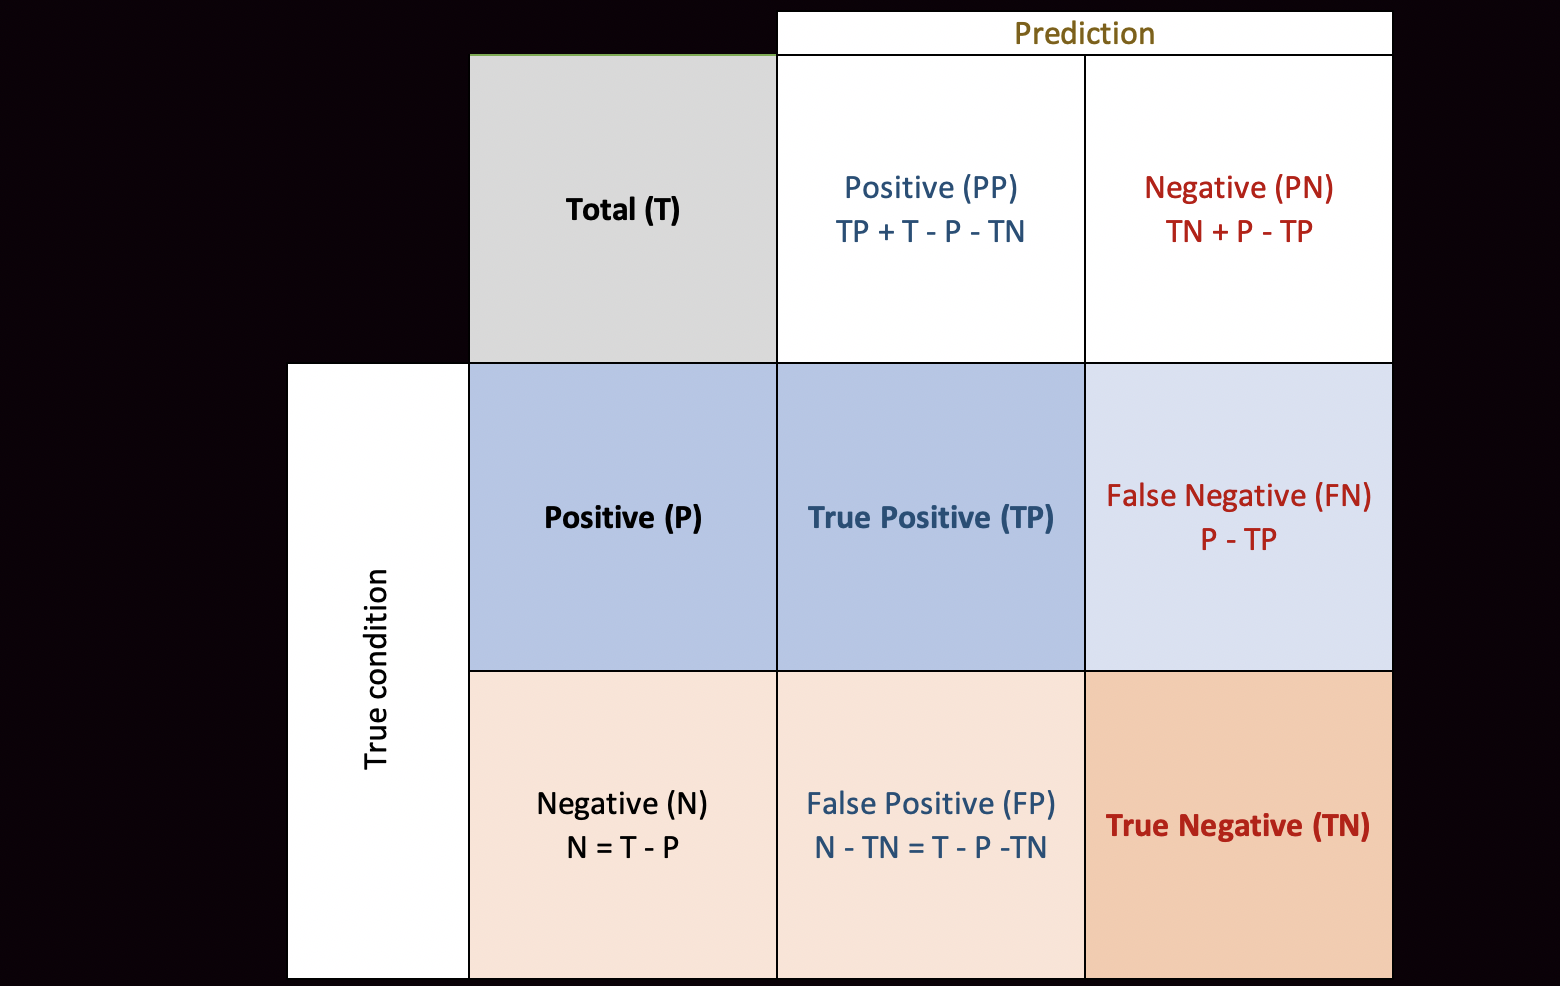 Prediction
Total (T)
Positive (PP)
TP + T - P - TN
Negative (PN)
TN + P - TP
True condition
Positive (P)
True Positive (TP)
False Negative (FN)
P - TP
Negative (N)
N = T - P
False Positive (FP)
N - TN = T - P -TN
True Negative (TN)